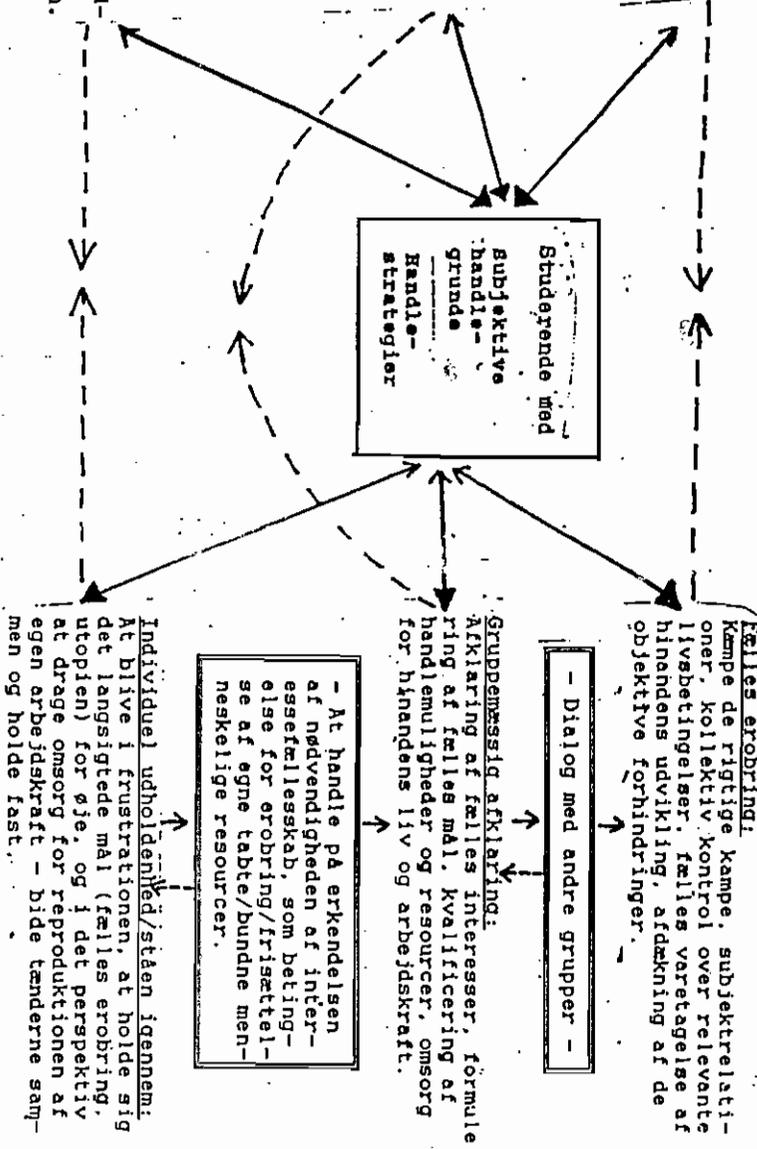 Studerende med
Subjektive
handle-
grunde
Handle-
strategier
Fælles erobring:
Kæmpe de rigtige kampe, subjektrelati-
oner, kollektiv kontrol over relevante
livsbetingelser, fælles varetagelse af
hinandens udvikling, afdækning af de
objektive forhindringer.
- Dialog med andre grupper -
Gruppemæssig afklaring:
Afklaring af fælles interesser, formule
ring af fælles mål, kvalificering af
handlemuligheder og resourcer, omsorg
for hinandens liv og arbejdskraft.
- At handle på erkendelsen
af nødvendigheden af inter-
essefællesskab, som beting-
else for erobring/frisættel-
se af egne tabte/bundne men-
neskelige resourcer.
Individuel udholdenhed/ståen igennem:
At blive i frustrationen, at holde sig
det langsigtede mål (fælles erobring,
utopien) for øje, og i det perspektiv
at drage omsorg for reproduktionen af
egen arbejdskraft - bide tænderne sam-
men og holde fast.